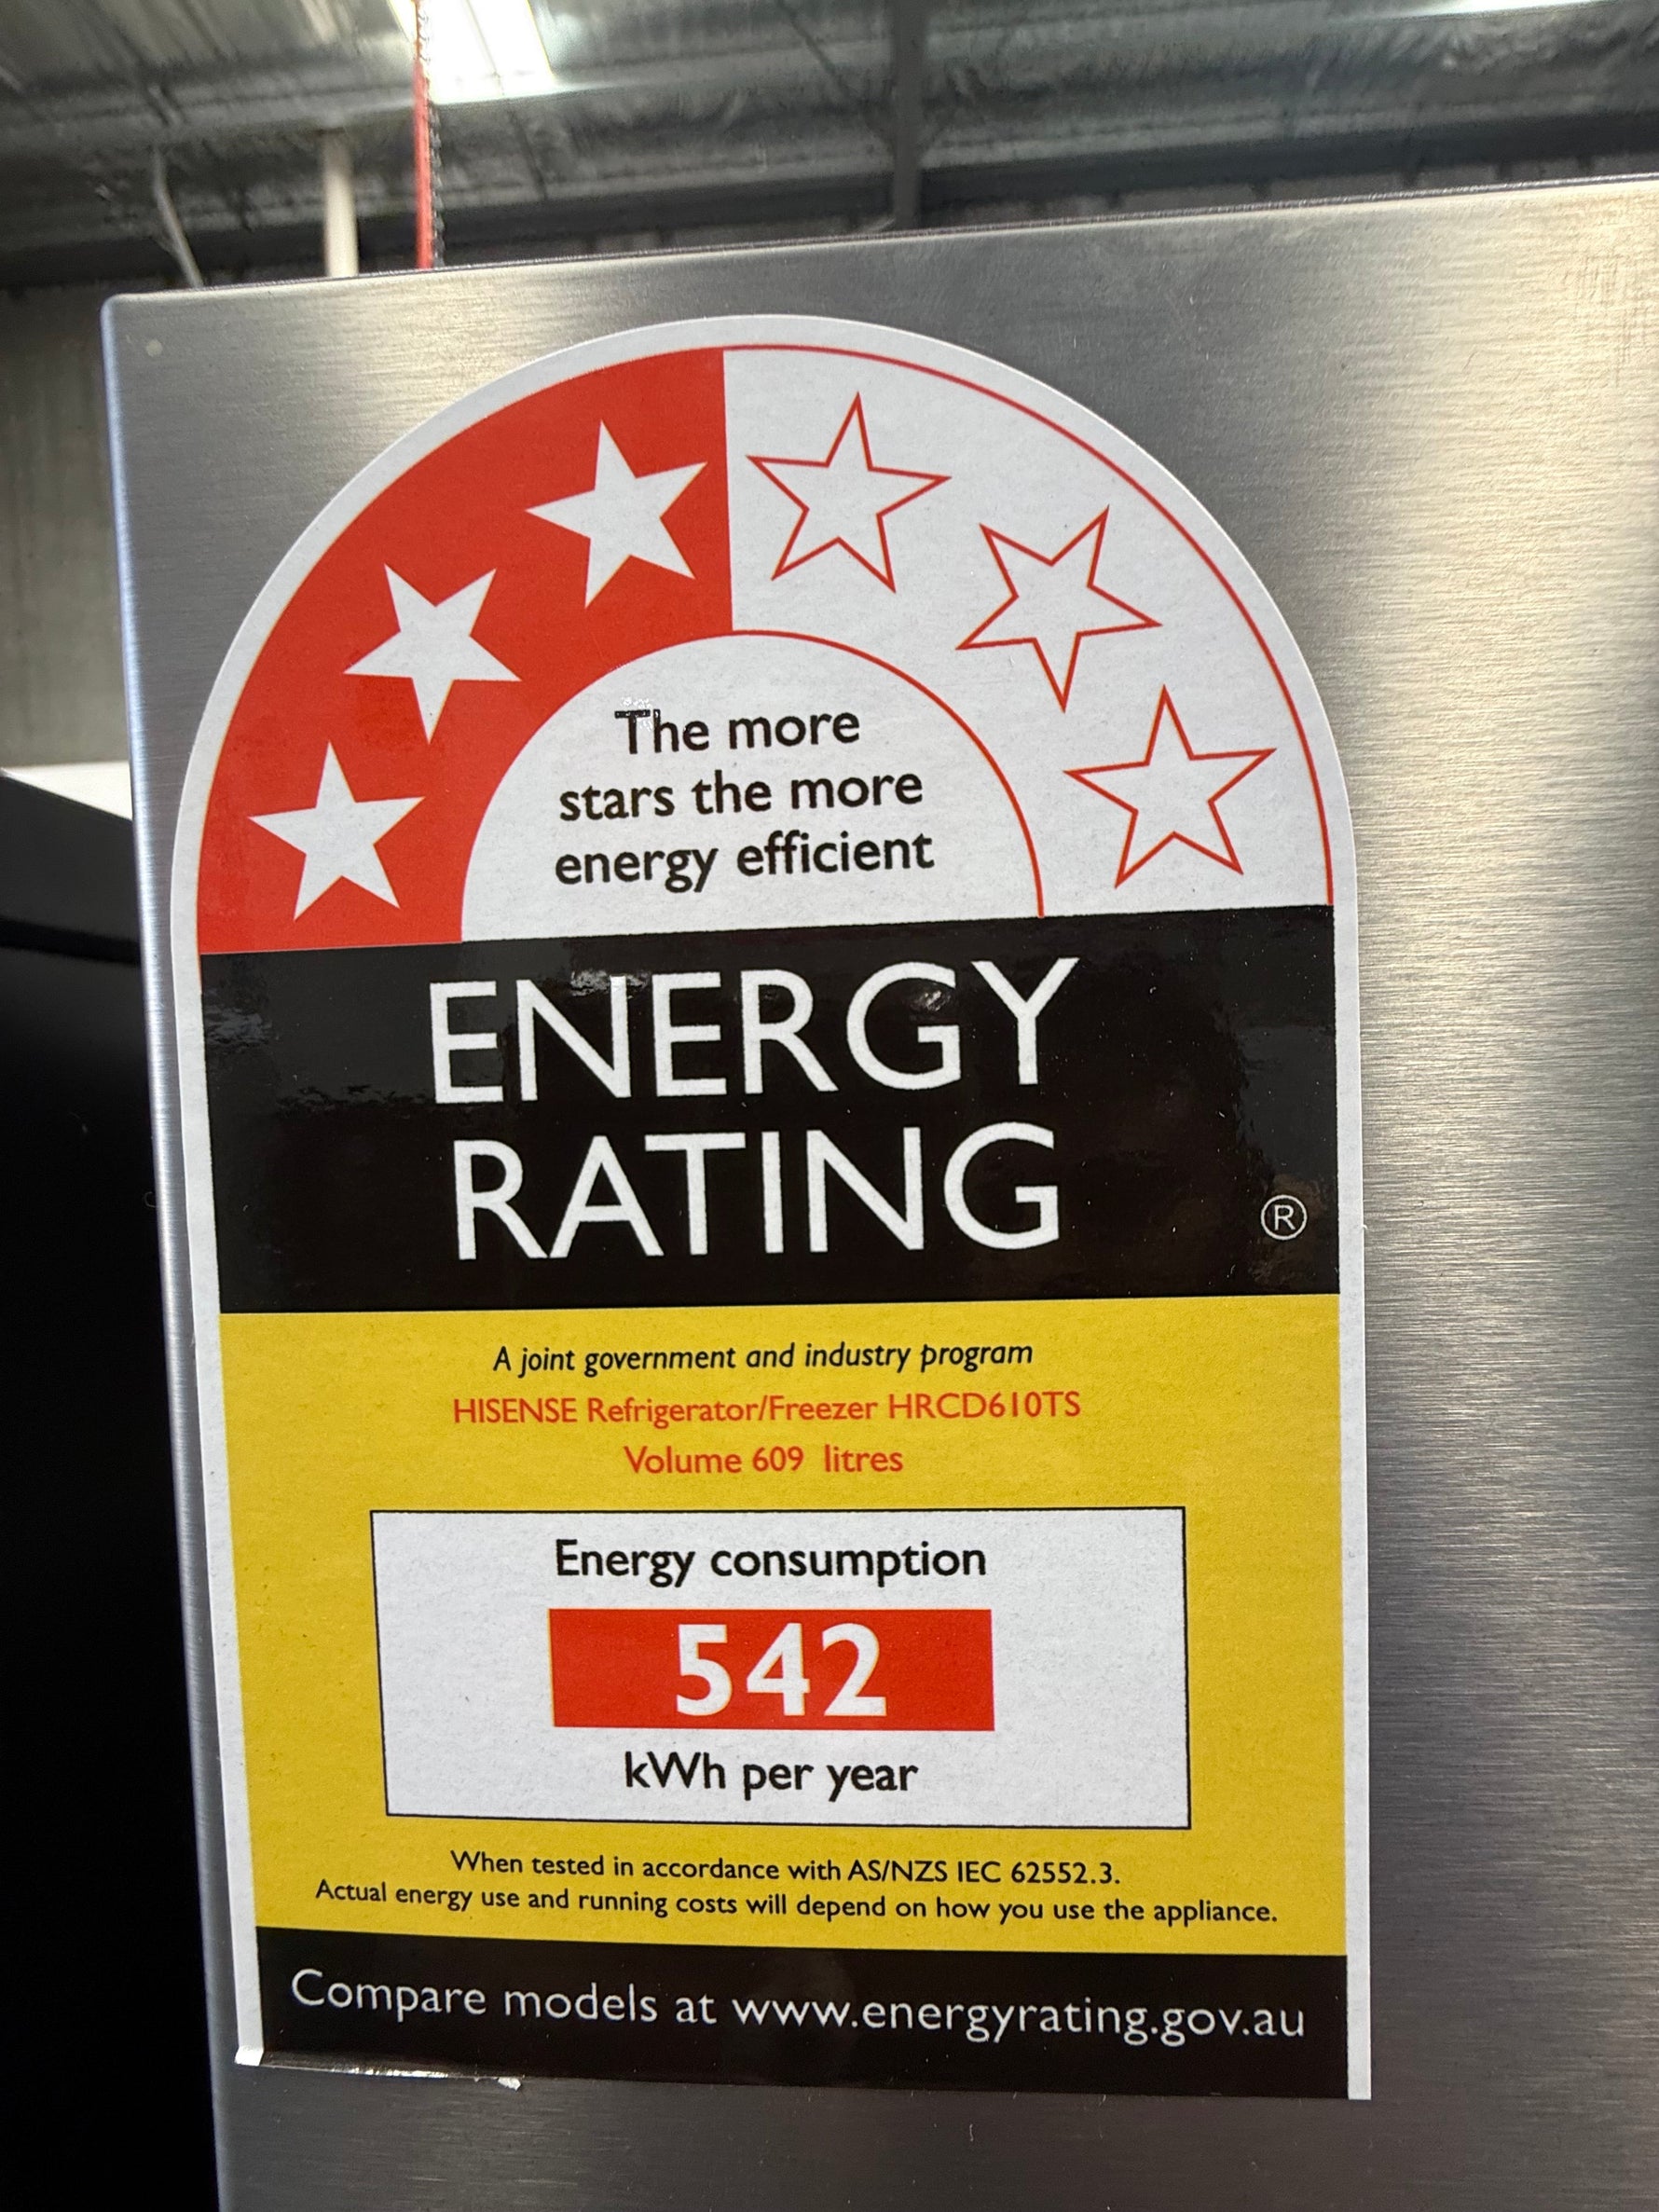 The more
stars the more
energy efficient
ENERGY
RATING
®
A joint government and industry program
HISENSE Refrigerator/Freezer HRCD610TS
Volume 609 litres
Energy consumption
542
kWh per year
When tested in accordance with AS/NZS IEC 62552.3.
Actual energy use and running costs will depend on how you use the appliance.
Compare models at www.energyrating.gov.au